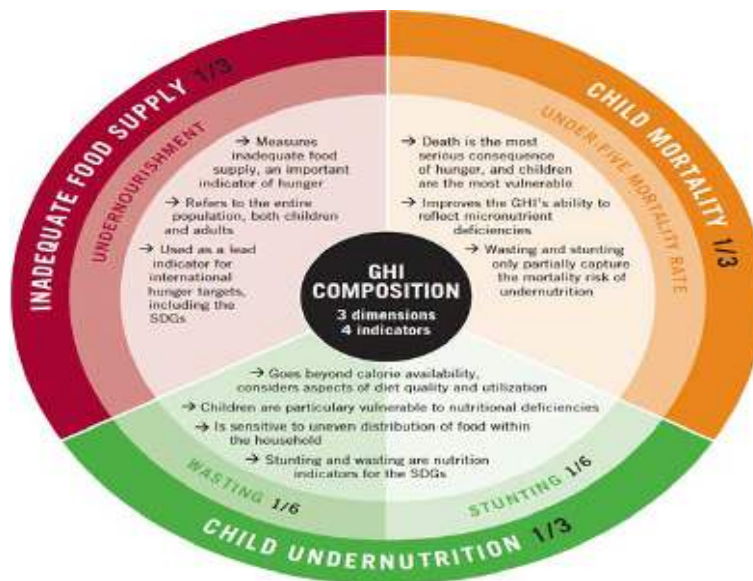 INADEQUATE FOOD SUPPLY 1/3
UNDERNOURISHMENT
→ Measures
inadequate food
supply, an important
indicator of hunger
→ Refers to the entire
population, both children
and adults
→ Used as a lead
indicator for
international
hunger targets,
including the
SDGs
CHILD MORTALITY 1/3
UNDER-FIVE MORTALITY RATE
→ Death is the most
serious consequence
of hunger, and children
are the most vulnerable
→ Improves the GHI's ability to
reflect micronutrient
deficiencies
→ Wasting and stunting
only partially capture
the mortality risk of
undernutrition
GHI
COMPOSITION
3 dimensions
4 indicators
→ Goes beyond calorie availability,
considers aspects of diet quality and utilization
→ Children are particulary vulnerable to nutritional deficiencies
→ Is sensitive to uneven distribution of food within
the household
→ Stunting and wasting are nutrition
indicators for the SDGs
WASTING 1/6
STUNTING 1/6
CHILD UNDERNUTRITION 1/3